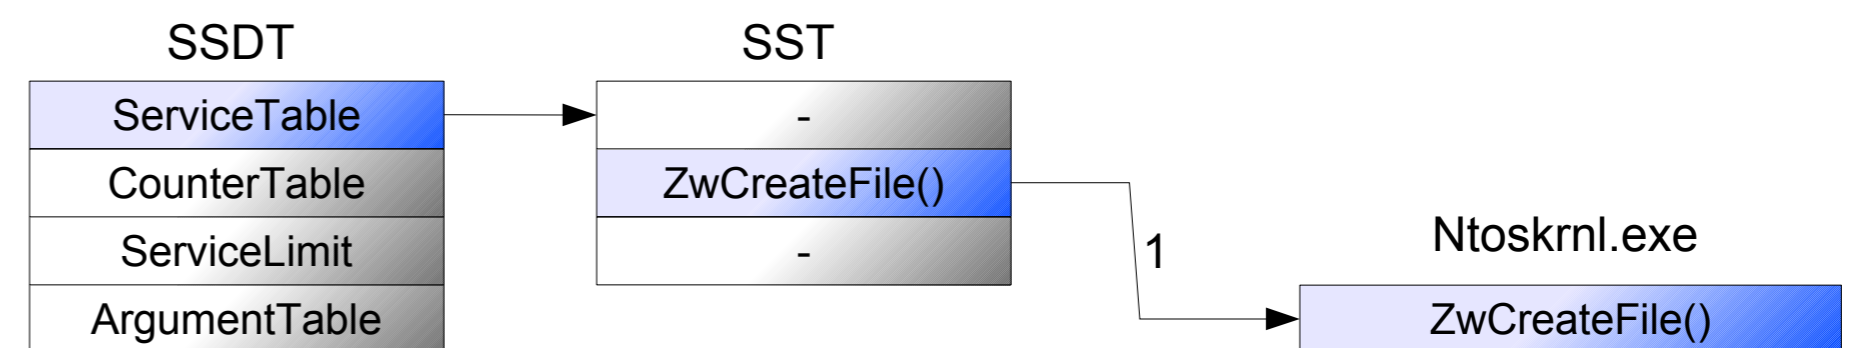 SSDT
ServiceTable
CounterTable
ServiceLimit
ArgumentTable
SST
-
ZwCreateFile()
-
1
Ntoskrnl.exe
ZwCreateFile()